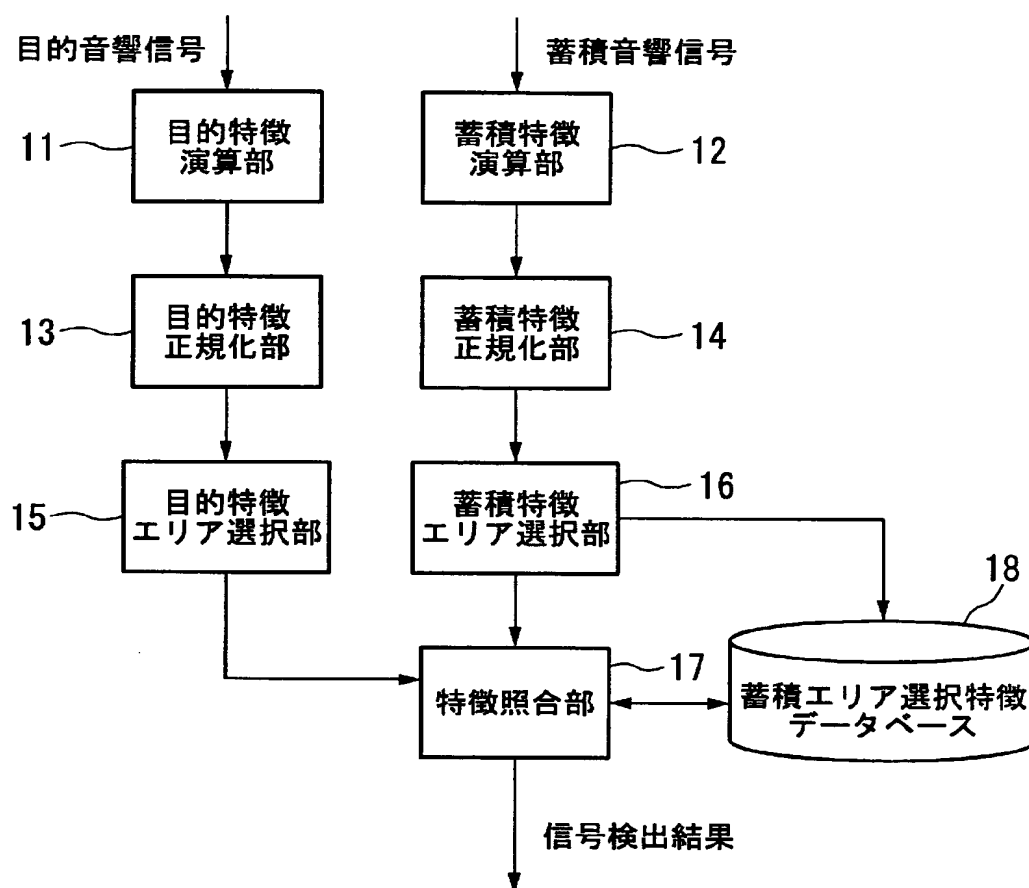 目的音響信号
蓄積音響信号
11
目的特徴
演算部
蓄積特徴
演算部
12
13
目的特徴
正規化部
蓄積特徴
正規化部
14
15
目的特徴
エリア選択部
蓄積特徴
エリア選択部
16
18
特徴照合部
17
蓄積エリア選択特徴
データベース
信号検出結果